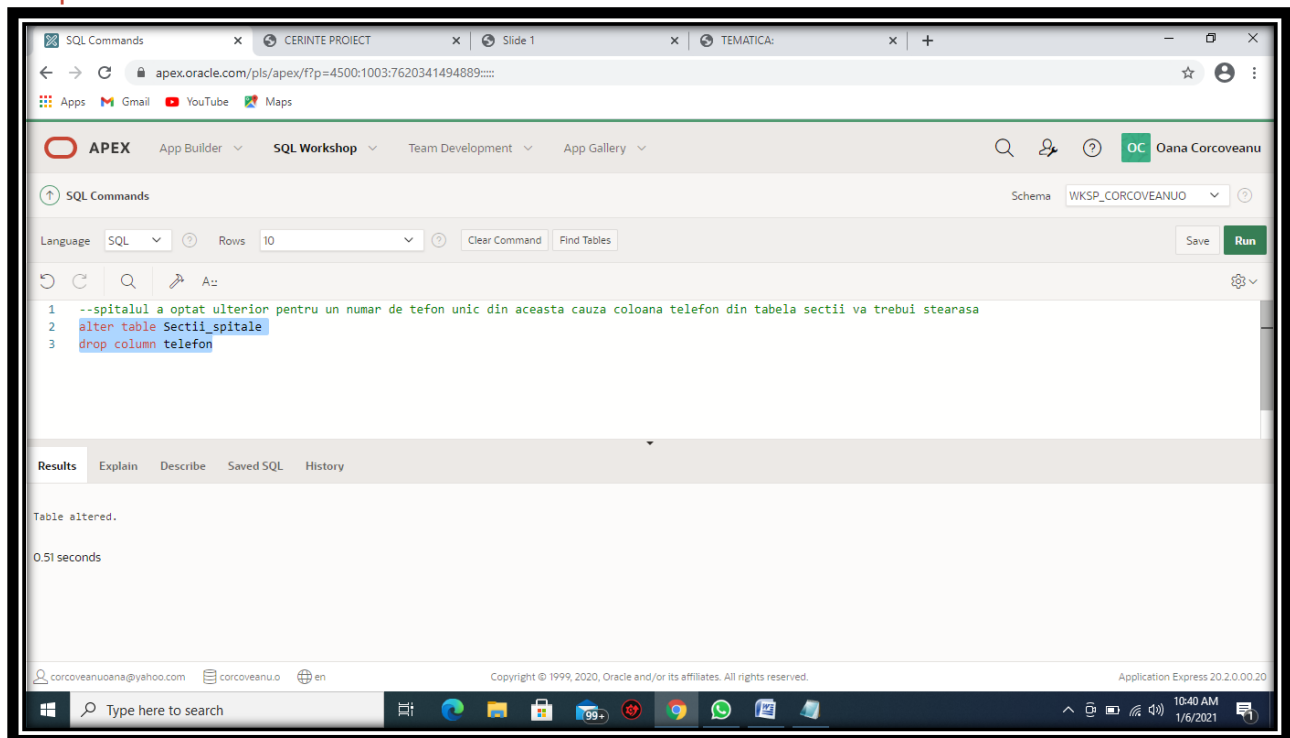 SQL Commands CERINTE PROIECT Slide 1 TEMATICA:
apex.oracle.com/pls/apex/f?p=4500:1003:7620341494889:::::
Apps Gmail YouTube Maps
APEX App Builder SQL Workshop Team Development App Gallery ? OC Oana Corcoveanu
SQL Commands Schema WKSP_CORCOVEANUO ?
Language SQL ? Rows 10 ? Clear Command Find Tables Save Run
A::
1 --spitalul a optat ulterior pentru un numar de tefon unic din aceasta cauza coloana telefon din tabela sectii va trebui stearasa
2 alter table Sectii_spitale
3 drop column telefon
Results Explain Describe Saved SQL History
Table altered.
0.51 seconds
corcoveanuoana@yahoo.com corcoveanu.o en Copyright © 1999, 2020, Oracle and/or its affiliates. All rights reserved. Application Express 20.2.0.00.20
Type here to search 99+ 10:40 AM
1/6/2021 1